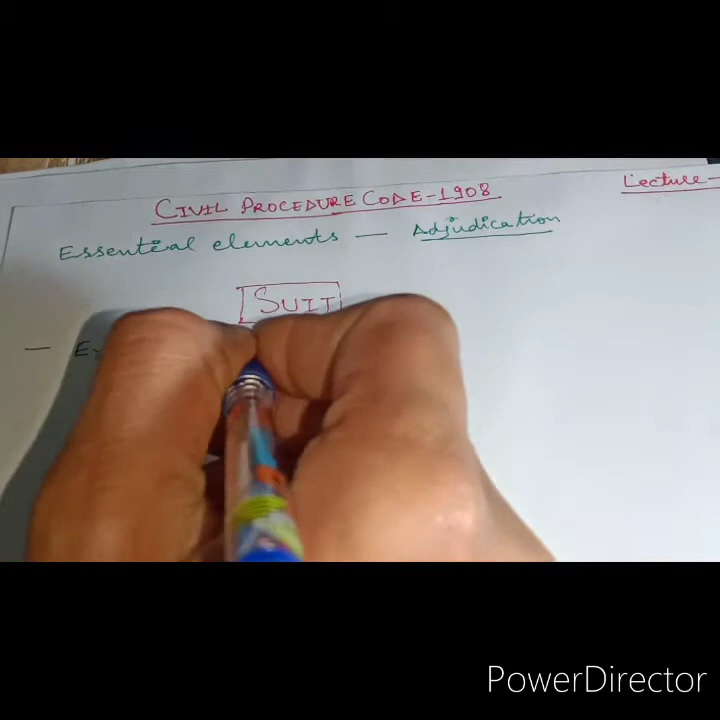 CIVIL PROCEDURE CODE-1908
Lecture-
Essential elements — Adjudication
SUIT
PowerDirector